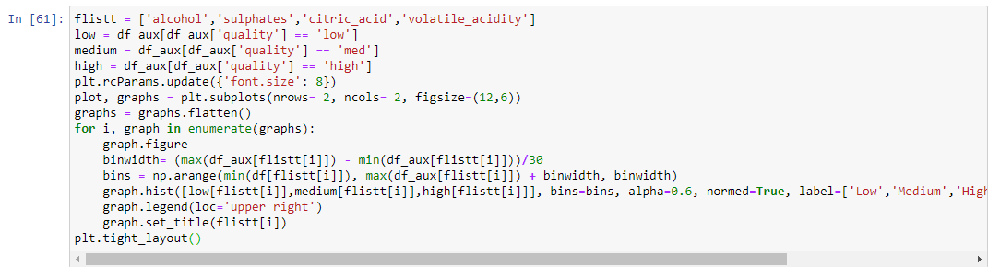 In [61]: flistt = ['alcohol','sulphates','citric_acid','volatile_acidity']
low = df_aux[df_aux['quality'] == 'low']
medium = df_aux[df_aux['quality'] == 'med']
high = df_aux[df_aux['quality'] == 'high']
plt.rcParams.update({'font.size': 8})
plot, graphs = plt.subplots(nrows= 2, ncols= 2, figsize=(12,6))
graphs = graphs.flatten()
for i, graph in enumerate(graphs):
    graph.figure
    binwidth= (max(df_aux[flistt[i]]) - min(df_aux[flistt[i]]))/30
    bins = np.arange(min(df[flistt[i]]), max(df_aux[flistt[i]]) + binwidth, binwidth)
    graph.hist([low[flistt[i]],medium[flistt[i]],high[flistt[i]]], bins=bins, alpha=0.6, normed=True, label=['Low','Medium','High
    graph.legend(loc='upper right')
    graph.set_title(flistt[i])
plt.tight_layout()